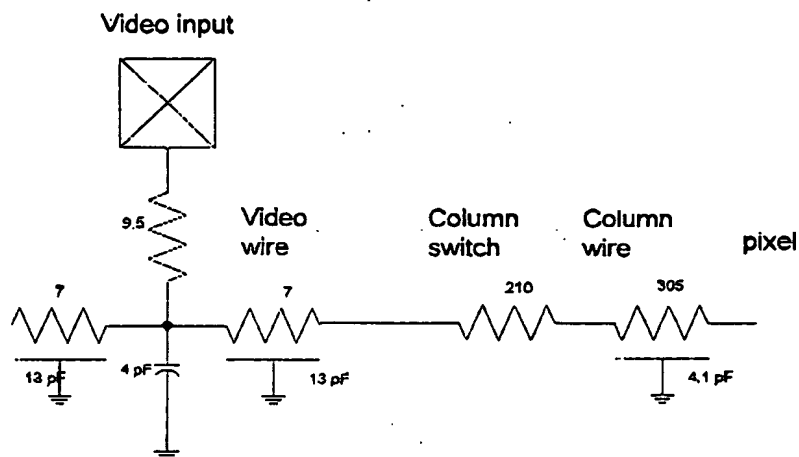 Video input
9.5
Video
wire
Column
switch
Column
wire
pixel
7
7
210
305
13 pF
4 pF
13 pF
4.1 pF